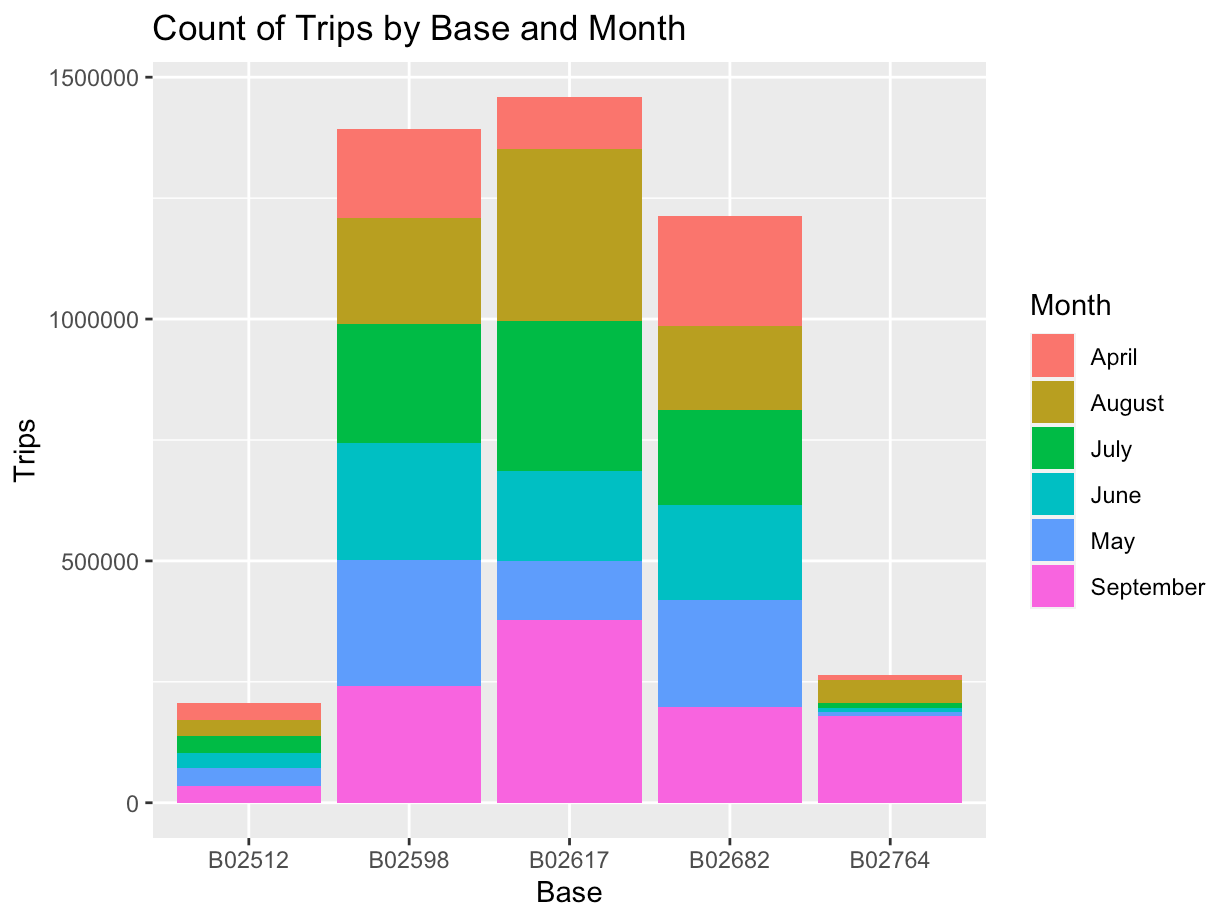 Count of Trips by Base and Month
1500000
1000000
500000
0
Trips
B02512 B02598 B02617 B02682 B02764
Base
Month
April
August
July
June
May
September